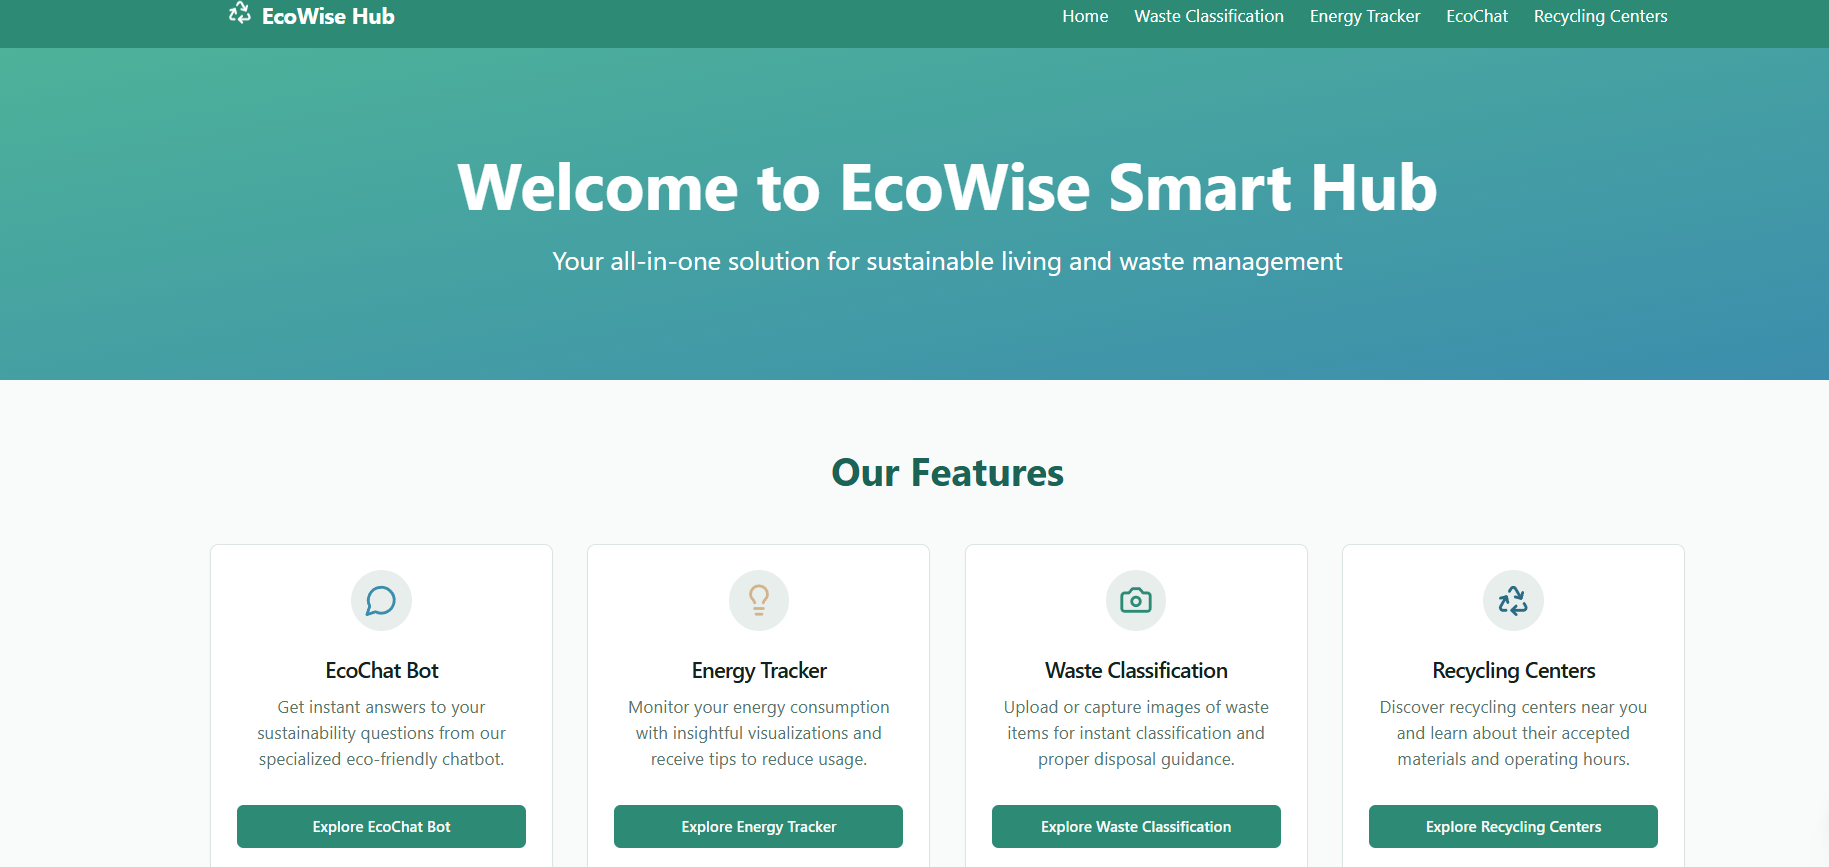 EcoWise Hub
Home
Waste Classification
Energy Tracker
EcoChat
Recycling Centers
Welcome to EcoWise Smart Hub
Your all-in-one solution for sustainable living and waste management
Our Features
EcoChat Bot
Get instant answers to your
sustainability questions from our
specialized eco-friendly chatbot.
Explore EcoChat Bot
Energy Tracker
Monitor your energy consumption
with insightful visualizations and
receive tips to reduce usage.
Explore Energy Tracker
Waste Classification
Upload or capture images of waste
items for instant classification and
proper disposal guidance.
Explore Waste Classification
Recycling Centers
Discover recycling centers near you
and learn about their accepted
materials and operating hours.
Explore Recycling Centers